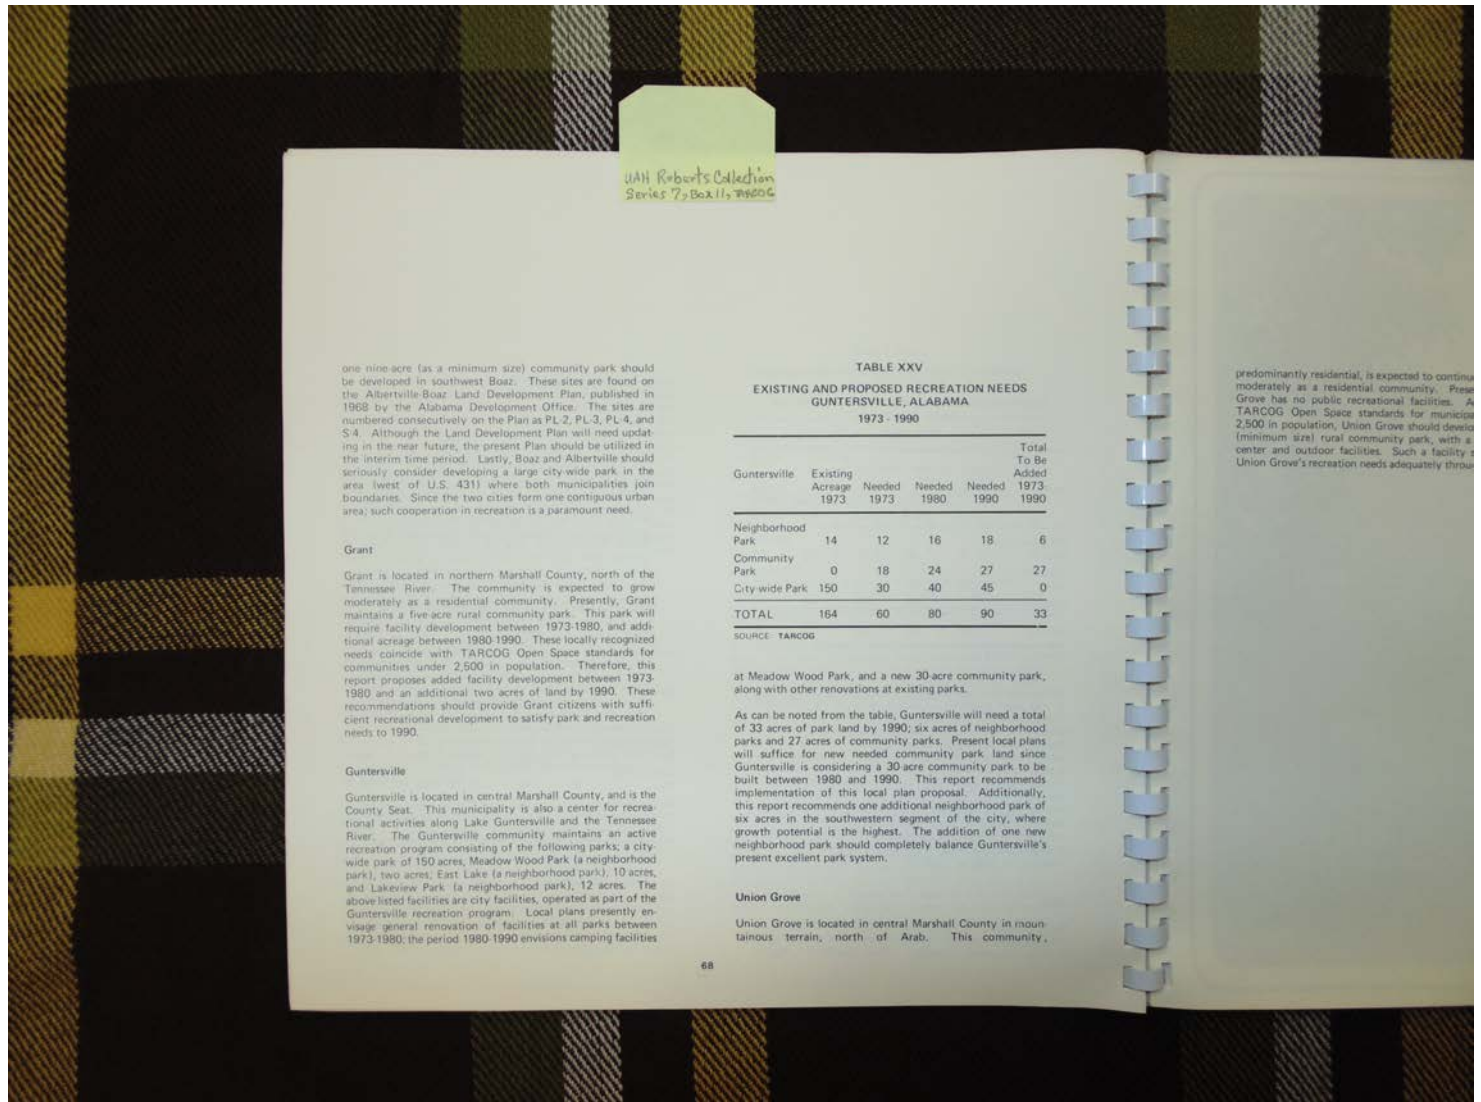 UAH Roberts Collection
Series 7, Box 11, TARCOG
one nine-acre (as a minimum size) community park should
be developed in southwest Boaz. These sites are found on
the Albertville-Boaz Land Development Plan, published in
1968 by the Alabama Development Office. The sites are
numbered consecutively on the Plan as PL-2, PL-3, PL-4, and
S-4. Although the Land Development Plan will need updat-
ing in the near future, the present Plan should be utilized in
the interim time period. Lastly, Boaz and Albertville should
seriously consider developing a large city-wide park in the
area (west of U.S. 431) where both municipalities join
boundaries. Since the two cities form one contiguous urban
area; such cooperation in recreation is a paramount need.
Grant
Grant is located in northern Marshall County, north of the
Tennessee River. The community is expected to grow
moderately as a residential community. Presently, Grant
maintains a five-acre rural community park. This park will
require facility development between 1973-1980, and addi-
tional acreage between 1980-1990. These locally recognized
needs coincide with TARCOG Open Space standards for
communities under 2,500 in population. Therefore, this
report proposes added facility development between 1973-
1980 and an additional two acres of land by 1990. These
recommendations should provide Grant citizens with suffi-
cient recreational development to satisfy park and recreation
needs to 1990.
Guntersville
Guntersville is located in central Marshall County, and is the
County Seat. This municipality is also a center for recrea-
tional activities along Lake Guntersville and the Tennessee
River. The Guntersville community maintains an active
recreation program consisting of the following parks; a city-
wide park of 150 acres, Meadow Wood Park (a neighborhood
park), two acres; East Lake (a neighborhood park), 10 acres,
and Lakeview Park (a neighborhood park), 12 acres. The
above listed facilities are city facilities, operated as part of the
Guntersville recreation program. Local plans presently en-
visage general renovation of facilities at all parks between
1973-1980; the period 1980-1990 envisions camping facilities
TABLE XXV
EXISTING AND PROPOSED RECREATION NEEDS
GUNTERSVILLE, ALABAMA
1973 - 1990
Total
To Be
Guntersville Existing Added
Acreage Needed Needed Needed 1973-
1973 1973 1980 1990 1990
Neighborhood
Park 14 12 16 18 6
Community
Park 0 18 24 27 27
City-wide Park 150 30 40 45 0
TOTAL 164 60 80 90 33
SOURCE: TARCOG
at Meadow Wood Park, and a new 30-acre community park,
along with other renovations at existing parks.
As can be noted from the table, Guntersville will need a total
of 33 acres of park land by 1990; six acres of neighborhood
parks and 27 acres of community parks. Present local plans
will suffice for new needed community park land since
Guntersville is considering a 30-acre community park to be
built between 1980 and 1990. This report recommends
implementation of this local plan proposal. Additionally,
this report recommends one additional neighborhood park of
six acres in the southwestern segment of the city, where
growth potential is the highest. The addition of one new
neighborhood park should completely balance Guntersville's
present excellent park system.
Union Grove
Union Grove is located in central Marshall County in moun-
tainous terrain, north of Arab. This community,
68
predominantly residential, is expected to continu
moderately as a residential community. Prese
Grove has no public recreational facilities. A
TARCOG Open Space standards for municipa
2,500 in population, Union Grove should develo
(minimum size) rural community park, with a
center and outdoor facilities. Such a facility s
Union Grove's recreation needs adequately throu